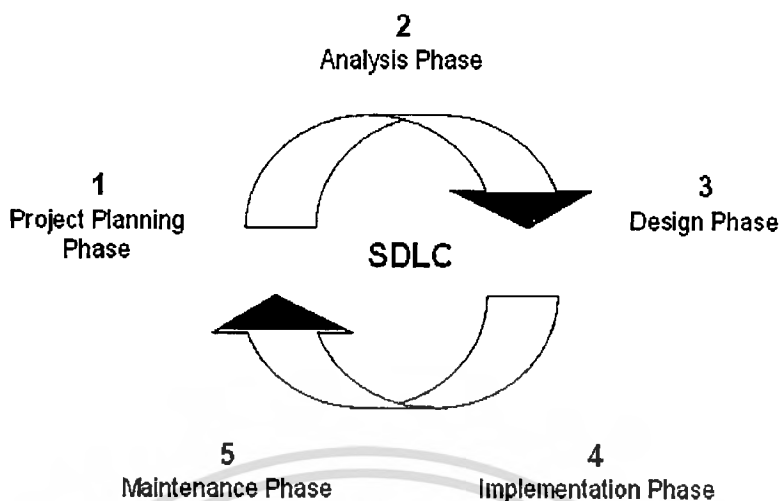 2
Analysis Phase
1
Project Planning
Phase
3
Design Phase
SDLC
5
Maintenance Phase
4
Implementation Phase